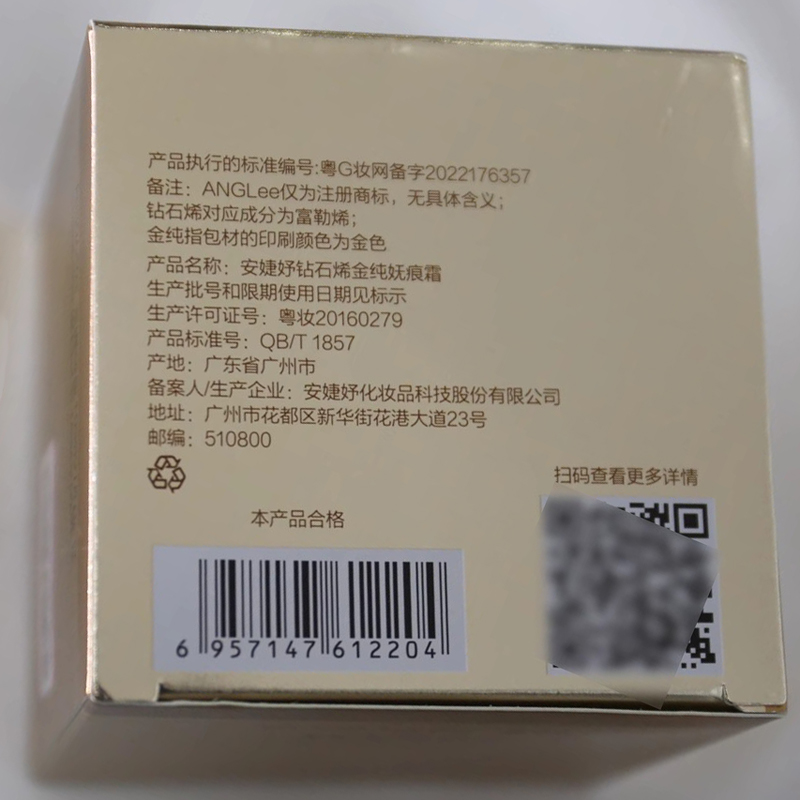 产品执行的标准编号:粤G妆网备字2022176357
备注：ANGLee仅为注册商标，无具体含义；
钻石烯对应成分为富勒烯；
金纯指包材的印刷颜色为金色
产品名称：安婕妤钻石烯金纯妩痕霜
生产批号和限期使用日期见标示
生产许可证号：粤妆20160279
产品标准号：QB/T 1857
产地：广东省广州市
备案人/生产企业：安婕妤化妆品科技股份有限公司
地址：广州市花都区新华街花港大道23号
邮编：510800
扫码查看更多详情
本产品合格
6 957147 612204